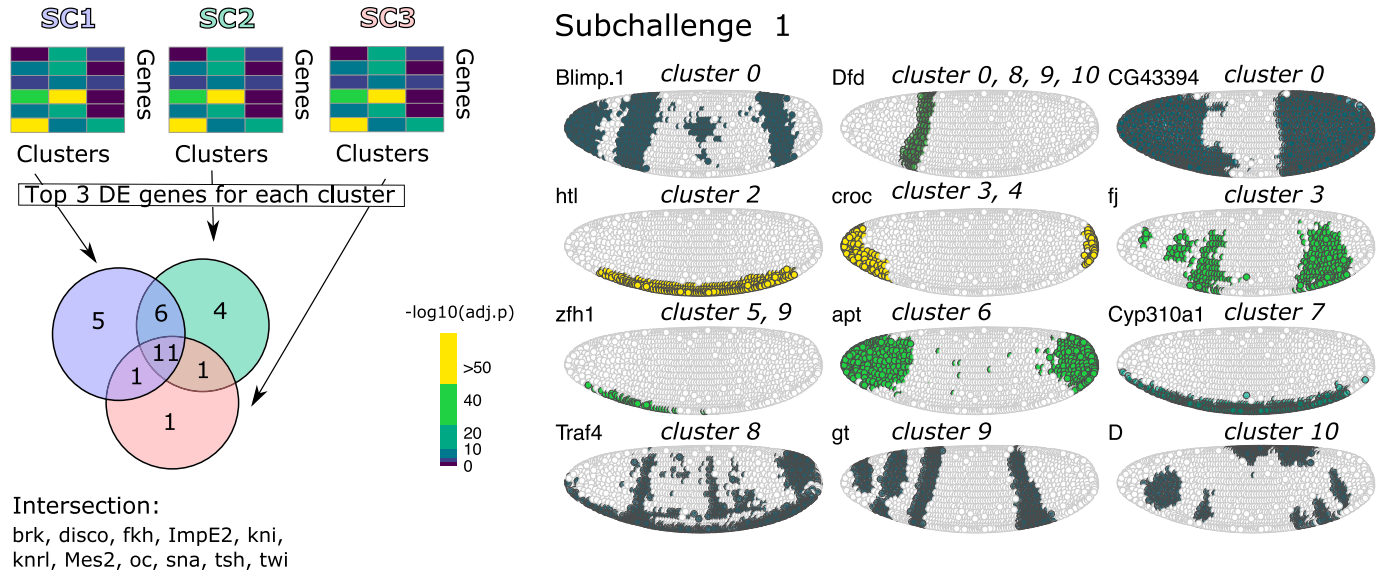 SC1
SC2
SC3
Genes
Genes
Genes
Clusters
Clusters
Clusters
Top 3 DE genes for each cluster
5
6
4
11
1
1
1
-log10(adj.p)
>50
40
20
10
0
Intersection:
brk, disco, fkh, ImpE2, kni,
knrl, Mes2, oc, sna, tsh, twi
Subchallenge 1
Blimp.1
cluster 0
Dfd
cluster 0, 8, 9, 10
CG43394
cluster 0
htl
cluster 2
croc
cluster 3, 4
fj
cluster 3
zfh1
cluster 5, 9
apt
cluster 6
Cyp310a1
cluster 7
Traf4
cluster 8
gt
cluster 9
D
cluster 10